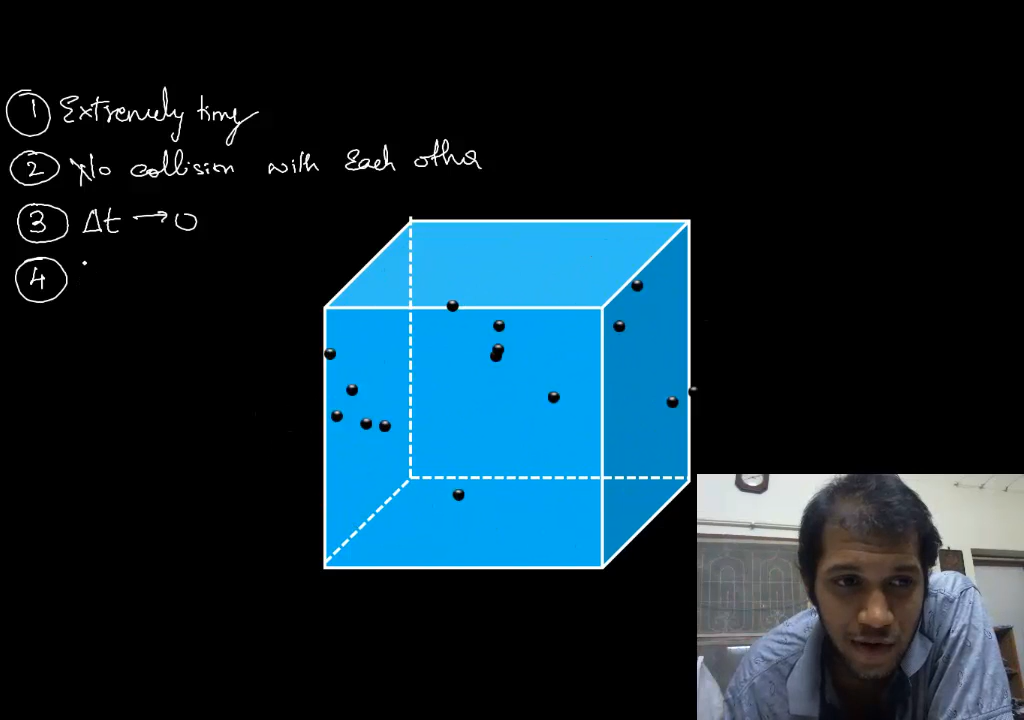 1 Extremely tiny
2 No collision with each other
3 Δt → 0
4